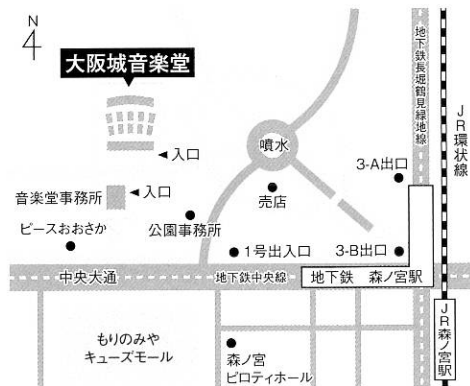 N
大阪城音楽堂
◄入口
音楽堂事務所
◄入口
ピースおおさか
公園事務所
噴水
売店
3-A出口
1号出入口
3-B出口
地下鉄長堀鶴見緑地線
JR環状線
中央大通
地下鉄中央線
地下鉄 森ノ宮駅
JR森ノ宮駅
もりのみや
キューズモール
森ノ宮
ピロティホール